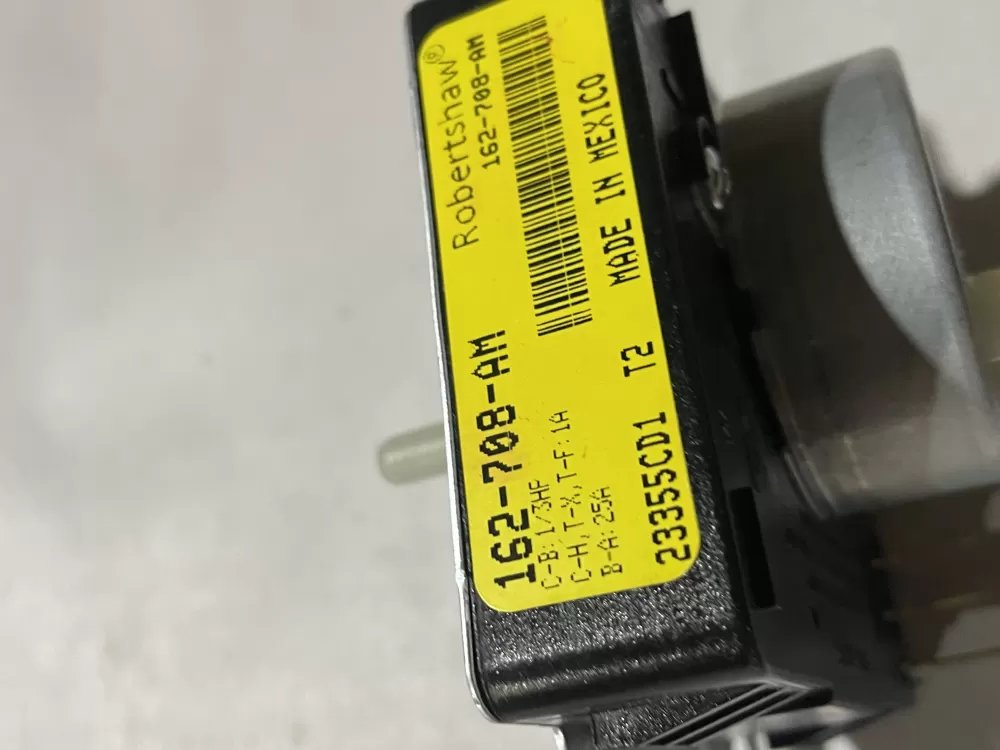 Robertshaw®
162-708-AM
162-708-AM
C-B:1/3HP
C-H,T-X,T-F:1A
B-A:25A
MADE IN MEXICO
23355CD1 T2